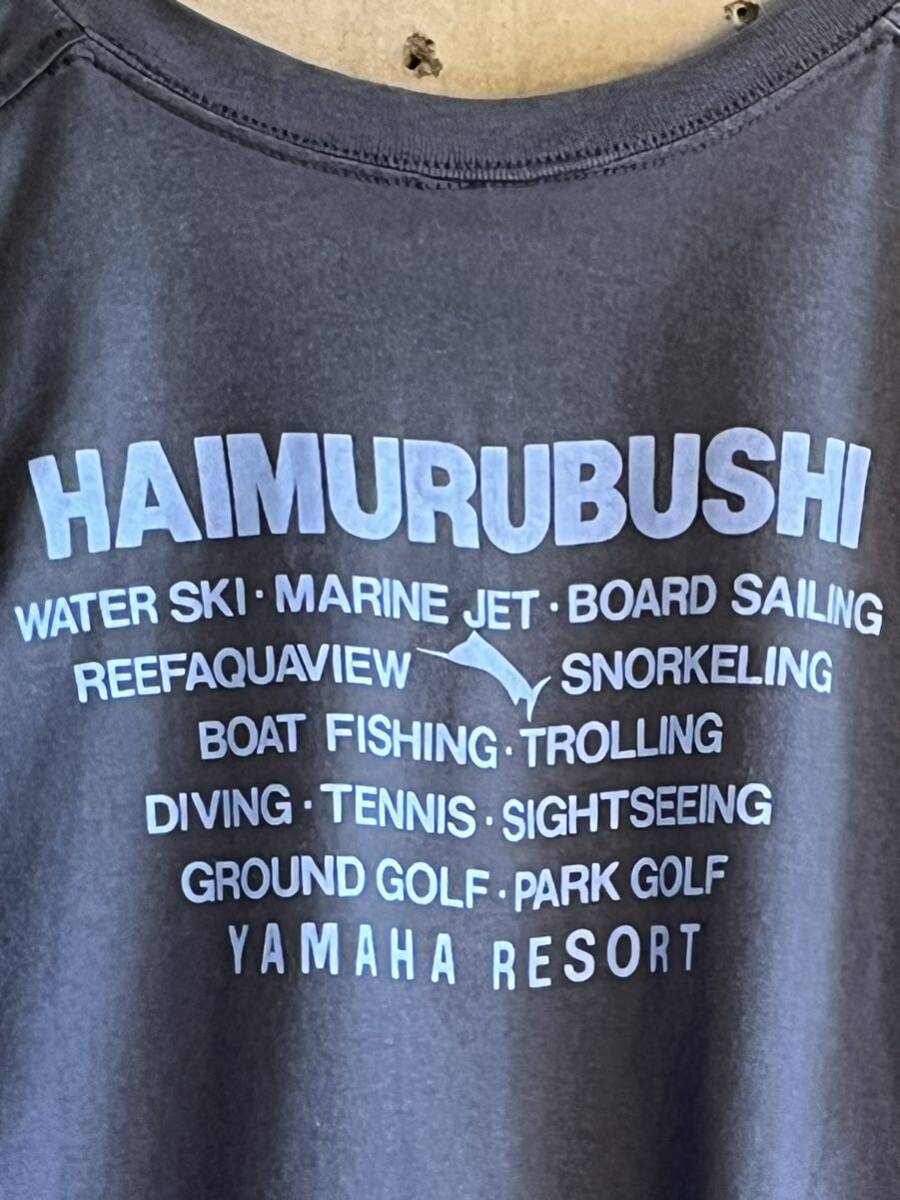 HAIMURUBUSHI
WATER SKI・MARINE JET・BOARD SAILING
REEFAQUAVIEW SNORKELING
BOAT FISHING・TROLLING
DIVING・TENNIS・SIGHTSEEING
GROUND GOLF・PARK GOLF
YAMAHA RESORT